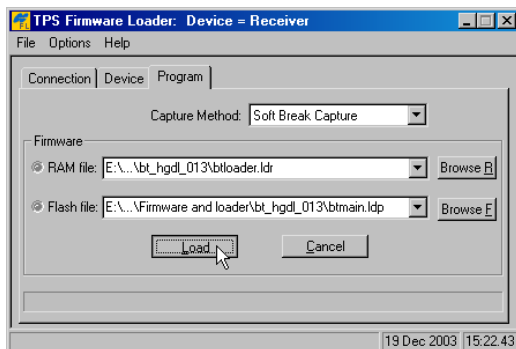 TPS Firmware Loader: Device = Receiver
File Options Help
Connection Device Program
Capture Method: Soft Break Capture
Firmware
RAM file: E:\...\bt_hgdl_013\btloader.ldr Browse R
Flash file: E:\...\Firmware and loader\bt_hgdl_013\btmain.ldp Browse F
Load Cancel
19 Dec 2003 15:22.43